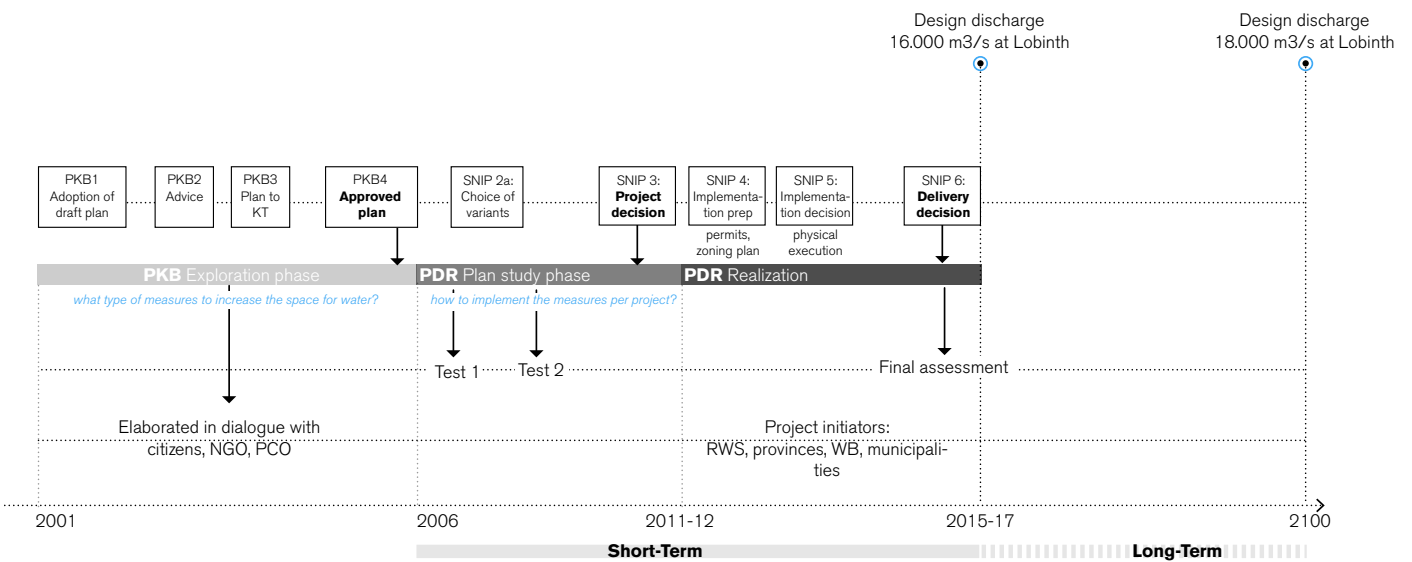 Design discharge
16.000 m3/s at Lobinth
Design discharge
18.000 m3/s at Lobinth
PKB1
Adoption of
draft plan
PKB2
Advice
PKB3
Plan to
KT
PKB4
Approved
plan
SNIP 2a:
Choice of
variants
SNIP 3:
Project
decision
SNIP 4:
Implementa-
tion prep
permits,
zoning plan
SNIP 5:
Implementa-
tion decision
physical
execution
SNIP 6:
Delivery
decision
PKB Exploration phase
PDR Plan study phase
PDR Realization
what type of measures to increase the space for water?
how to implement the measures per project?
Test 1
Test 2
Final assessment
Elaborated in dialogue with
citizens, NGO, PCO
Project initiators:
RWS, provinces, WB, municipali-
ties
2001
2006
2011-12
2015-17
2100
Short-Term
Long-Term